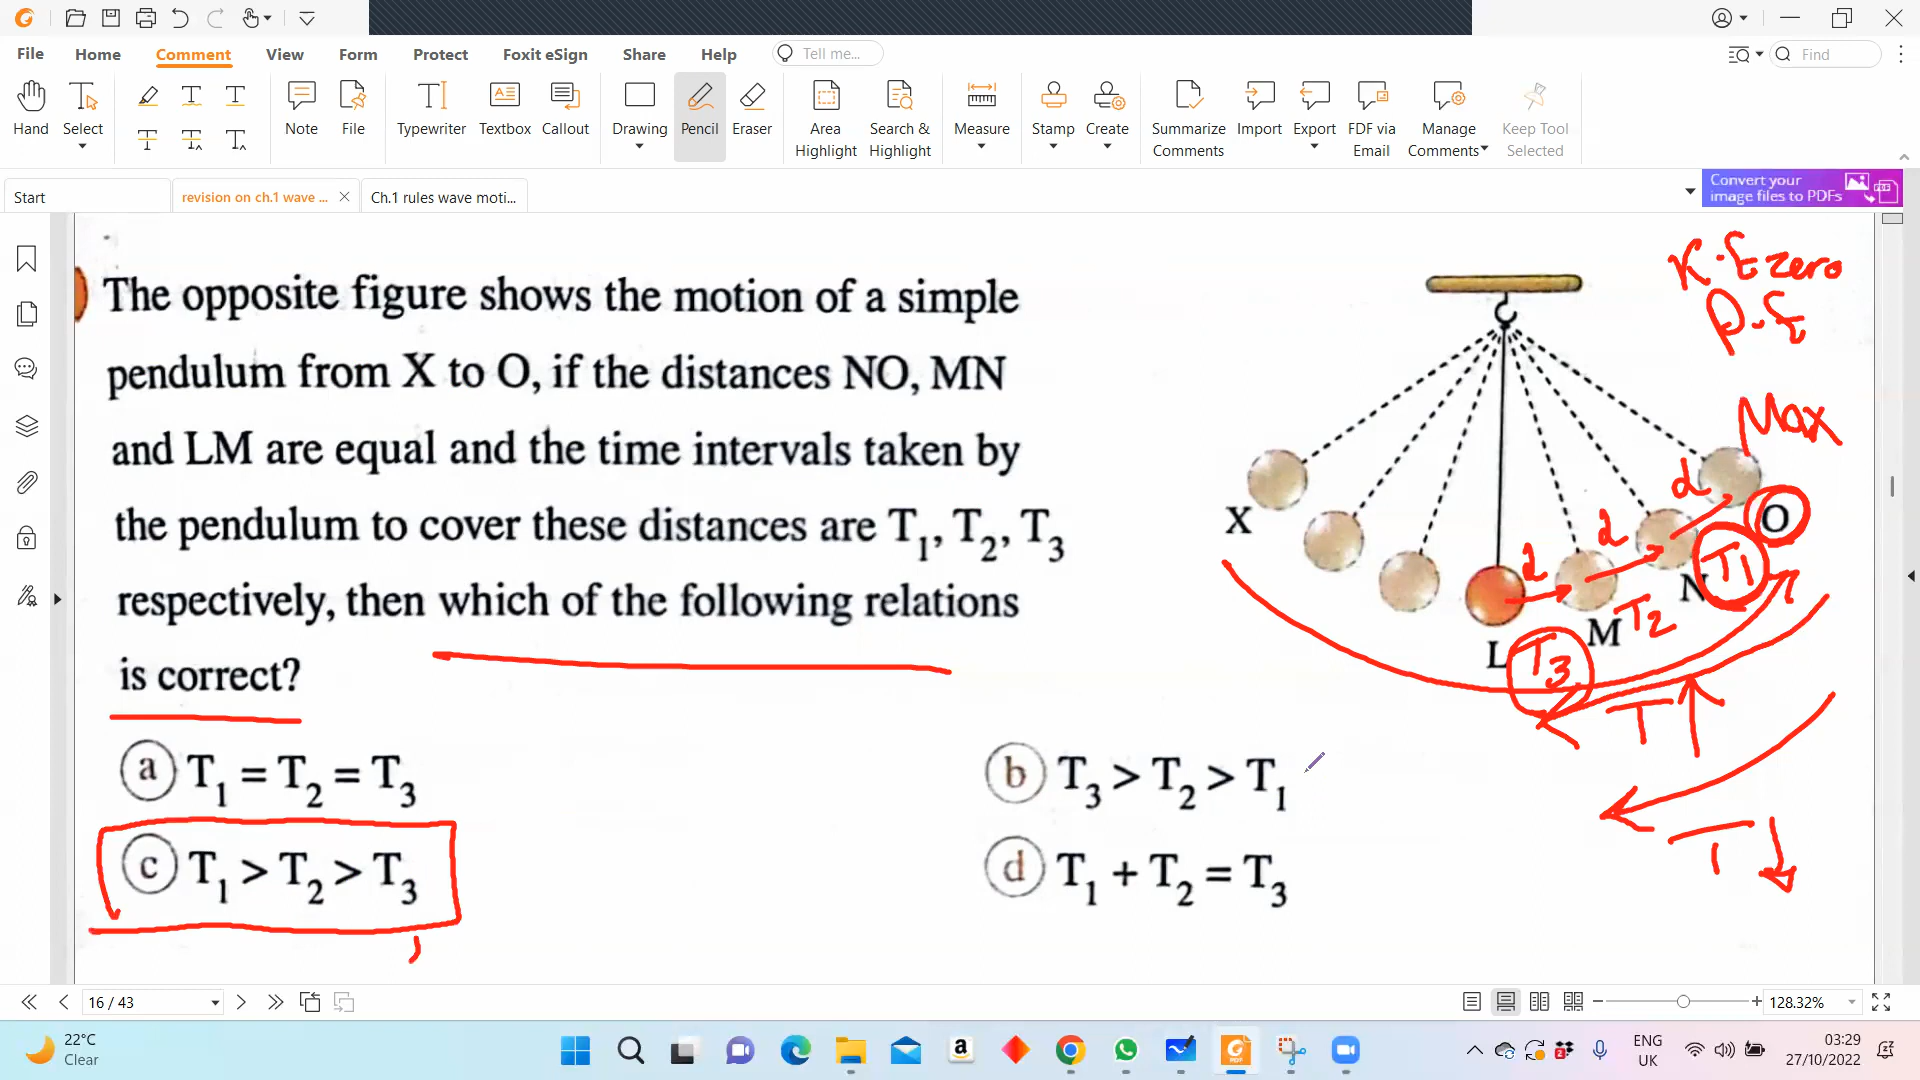 File
Home
Comment
View
Form
Protect
Foxit eSign
Share
Help
Tell me...
Find
Hand
Select
Note
File
Typewriter
Textbox
Callout
Drawing
Pencil
Eraser
Area
Highlight
Search &
Highlight
Measure
Stamp
Create
Summarize
Comments
Import
Export
FDF via
Email
Manage
Comments
Keep Tool
Selected
Start
revision on ch.1 wave ...
Ch.1 rules wave moti...
Convert your
image files to PDFs
The opposite figure shows the motion of a simple
pendulum from X to O, if the distances NO, MN
and LM are equal and the time intervals taken by
the pendulum to cover these distances are T1, T2, T3
respectively, then which of the following relations
is correct?
a T1 = T2 = T3
b T3 > T2 > T1
c T1 > T2 > T3
d T1 + T2 = T3
K.E zero
P.E
Max
X
L
M
N
O
d
d
d
T1
T2
T3
T
T
16 / 43
128.32%
22°C
Clear
ENG
UK
03:29
27/10/2022